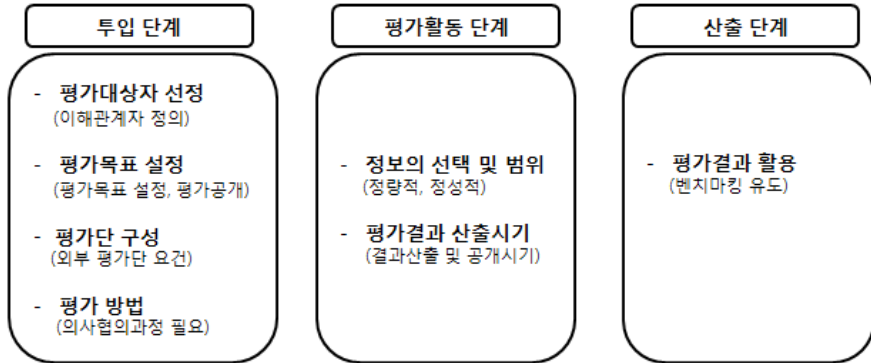 투입 단계
- 평가대상자 선정
(이해관계자 정의)
- 평가목표 설정
(평가목표 설정, 평가공개)
- 평가단 구성
(외부 평가단 요건)
- 평가 방법
(의사협의과정 필요)
평가활동 단계
- 정보의 선택 및 범위
(정량적, 정성적)
- 평가결과 산출시기
(결과산출 및 공개시기)
산출 단계
- 평가결과 활용
(벤치마킹 유도)